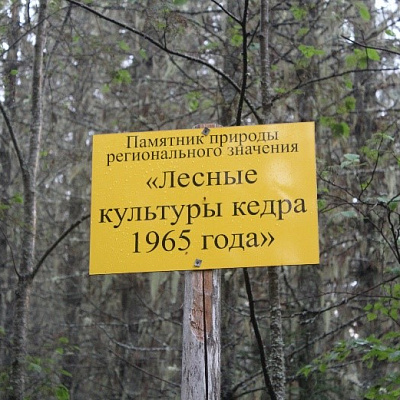 Памятник природы
регионального значения
«Лесные
культуры кедра
1965 года»